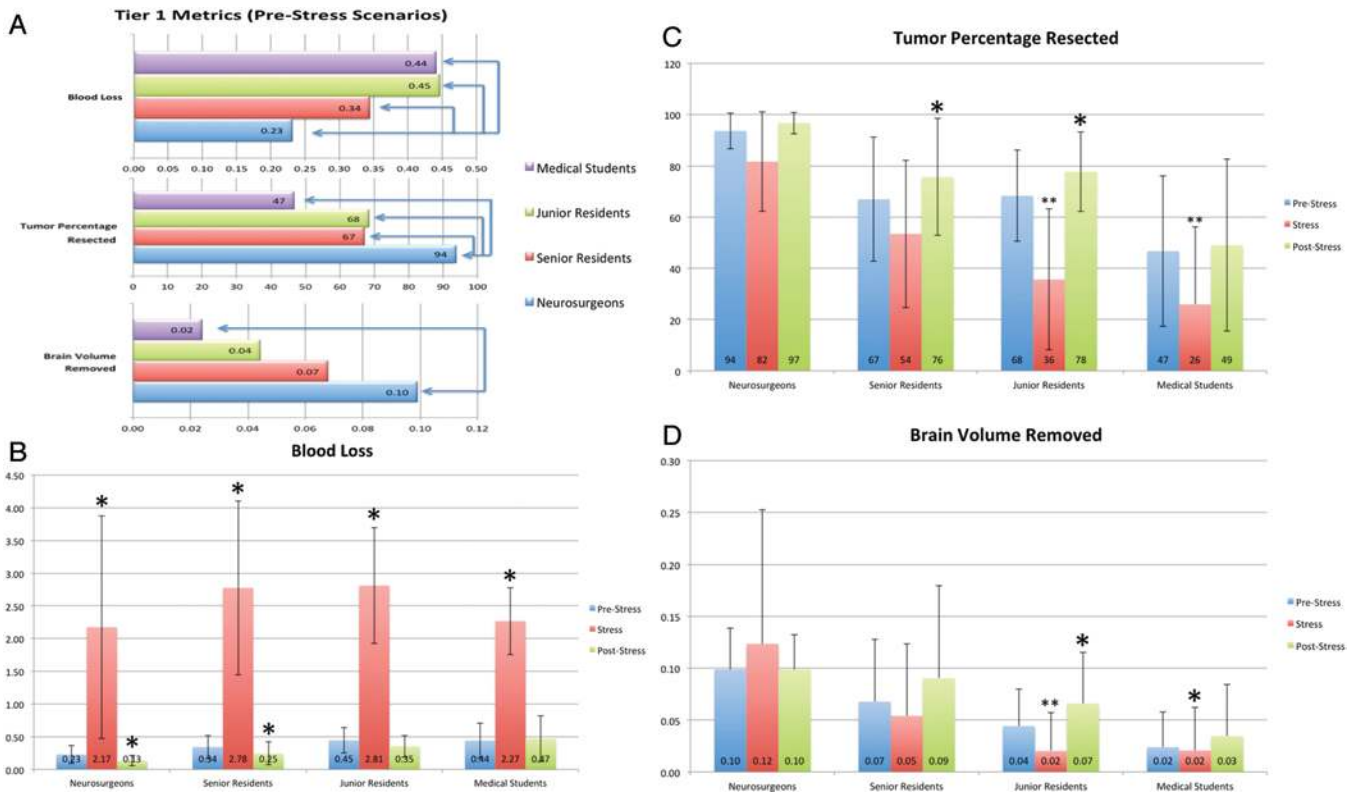 A
Tier 1 Metrics (Pre-Stress Scenarios)
Blood Loss
0.44
0.45
0.34
0.23
0.00 0.05 0.10 0.15 0.20 0.25 0.30 0.35 0.40 0.45 0.50
Tumor Percentage
Resected
47
68
67
94
0 10 20 30 40 50 60 70 80 90 100
Brain Volume
Removed
0.02
0.04
0.07
0.10
0.00 0.02 0.04 0.06 0.08 0.10 0.12
Medical Students
Junior Residents
Senior Residents
Neurosurgeons
B
Blood Loss
4.50
4.00
3.50
3.00
2.50
2.00
1.50
1.00
0.50
0.00
* * * * * *
0.23 2.17 0.13 0.34 2.78 0.25 0.45 2.81 0.35 0.44 2.27 0.47
Neurosurgeons Senior Residents Junior Residents Medical Students
Pre-Stress
Stress
Post-Stress
C
Tumor Percentage Resected
120
100
80
60
40
20
0
* ** * **
94 82 97 67 54 76 68 36 78 47 26 49
Neurosurgeons Senior Residents Junior Residents Medical Students
Pre-Stress
Stress
Post-Stress
D
Brain Volume Removed
0.30
0.25
0.20
0.15
0.10
0.05
0.00
** * *
0.10 0.12 0.10 0.07 0.05 0.09 0.04 0.02 0.07 0.02 0.02 0.03
Neurosurgeons Senior Residents Junior Residents Medical Students
Pre-Stress
Stress
Post-Stress